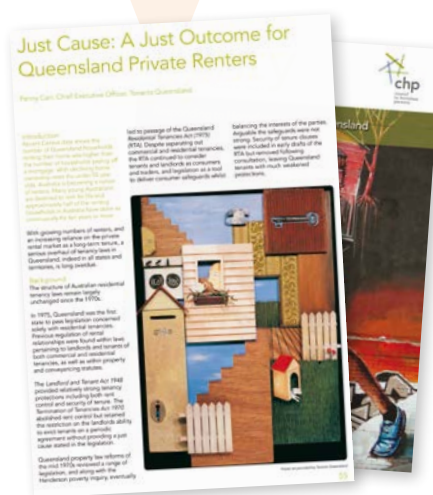 Just Cause: A Just Outcome for
Queensland Private Renters
Penny Carr, Chief Executive Officer, Tenants Queensland
Introduction
With growing numbers of renters, and
an increasing reliance on the private
rental market as a long-term tenure, a
serious overhaul of tenancy laws in
Queensland, indeed in all states and
territories, is long overdue.
Background
The structure of Australian residential
tenancy laws remain largely
unchanged since the 1970s.
In 1975, Queensland was the first
state to pass legislation concerned
solely with residential tenancies.
Previous regulation of rental
relationships were found within laws
pertaining to landlords and tenants of
both commercial and residential
tenancies, as well as within property
and conveyancing statutes.
The Landlord and Tenant Act 1948
provided relatively strong tenancy
protections including both rent
control and security of tenure. The
Termination of Tenancies Act 1970
abolished rent control but retained
the restriction on the landlords ability
to evict tenants on a periodic
agreement without providing a just
cause stated in the legislation.
Queensland property law reforms of
the mid 1970s reviewed a range of
legislation, and along with the
Henderson poverty inquiry, eventually
led to passage of the Queensland
Residential Tenancies Act (1975)
(RTA). Despite separating out
commercial and residential tenancies,
the RTA continued to consider
tenants and landlords as consumers
and traders, and legislation as a tool
to deliver consumer safeguards whilst
balancing the interests of the parties.
Arguable the safeguards were not
strong. Security of tenure clauses
were included in early drafts of the
RTA but removed following
consultation, leaving Queensland
tenants with much weakened
protections.
chp